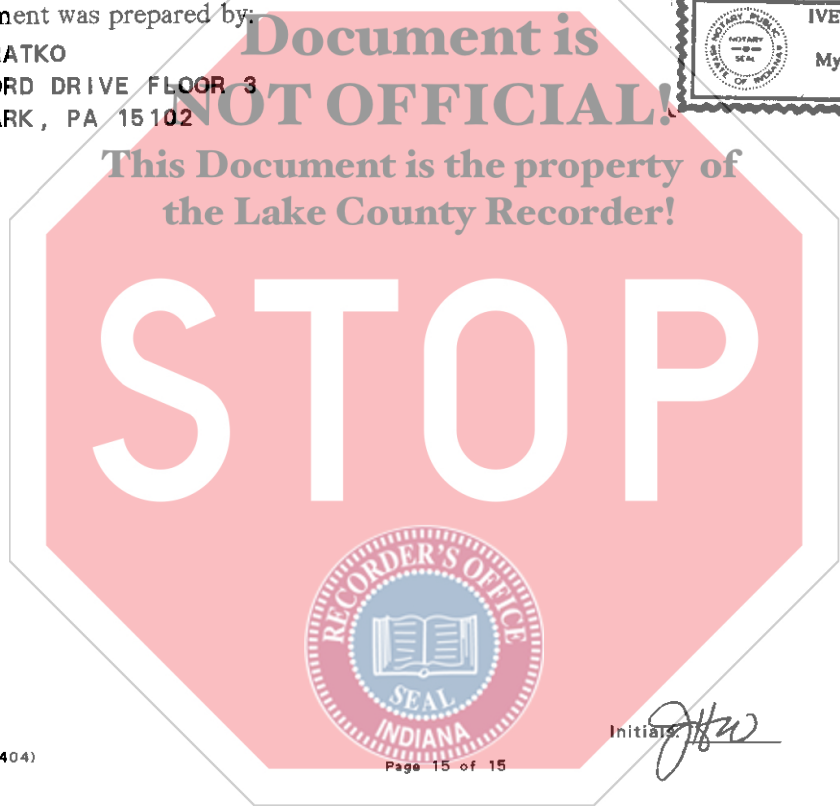 ment was prepared by:
ATKO
RD DRIVE FLOOR 3
RK, PA 15102
NOTARY PUBLIC
NOTARY
SEAL
STATE OF INDIANA
IVE
My
Document is
NOT OFFICIAL!
This Document is the property of
the Lake County Recorder!
STOP
RECORDER'S OFFICE
SEAL
INDIANA
404)
Page 15 of 15
Initials: JHW